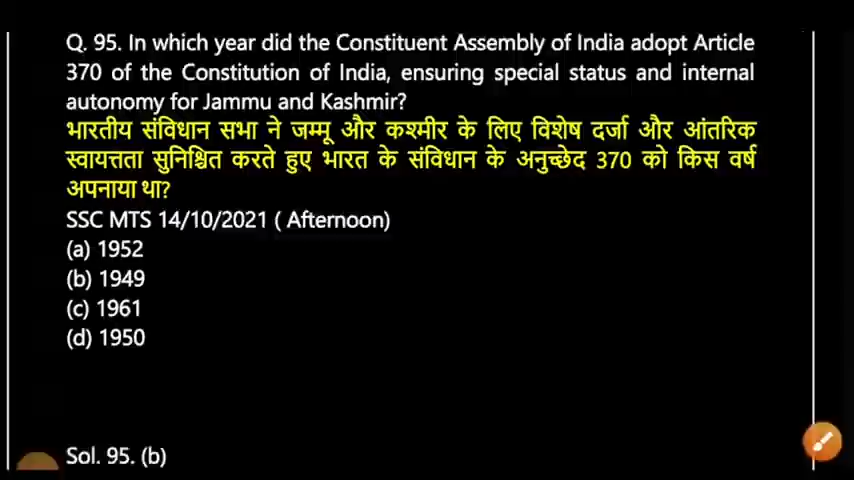 Q. 95. In which year did the Constituent Assembly of India adopt Article
370 of the Constitution of India, ensuring special status and internal
autonomy for Jammu and Kashmir?
भारतीय संविधान सभा ने जम्मू और कश्मीर के लिए विशेष दर्जा और आंतरिक
स्वायत्तता सुनिश्चित करते हुए भारत के संविधान के अनुच्छेद 370 को किस वर्ष
अपनाया था?
SSC MTS 14/10/2021 ( Afternoon)
(a) 1952
(b) 1949
(c) 1961
(d) 1950
Sol. 95. (b)